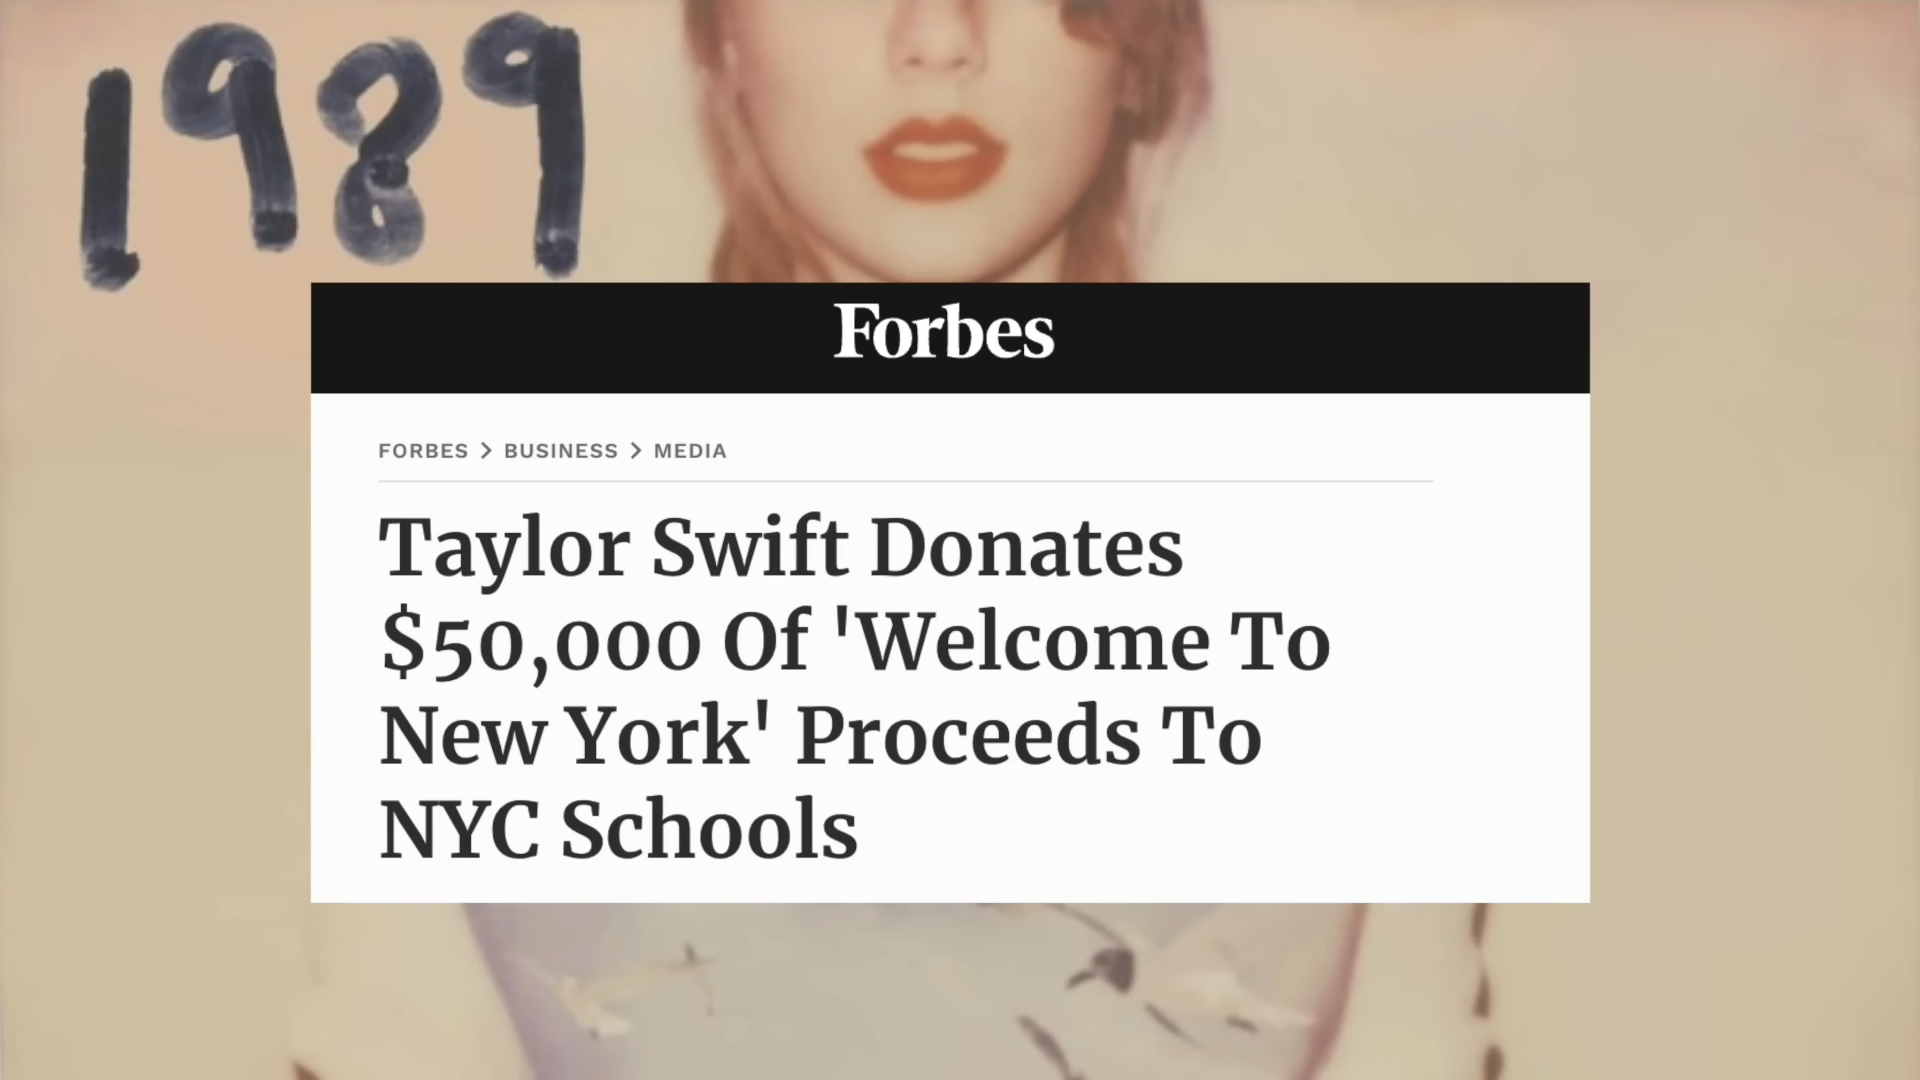 1989
Forbes
FORBES > BUSINESS > MEDIA
Taylor Swift Donates
$50,000 Of 'Welcome To
New York' Proceeds To
NYC Schools